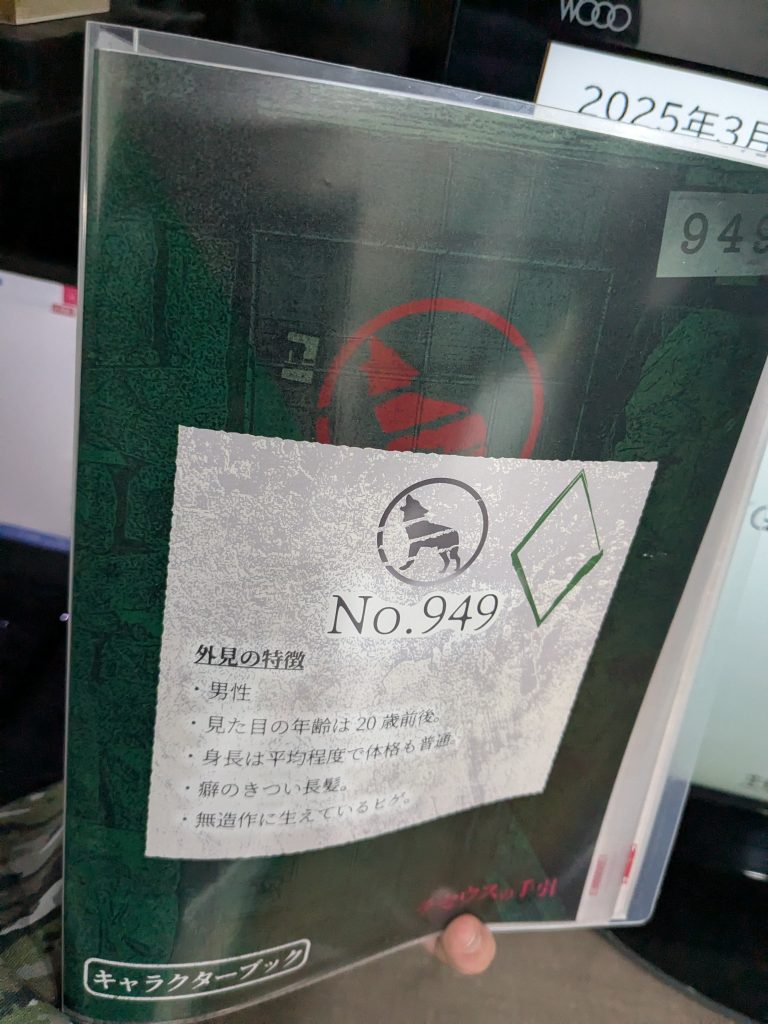 WOOO
2025年3月
949
No.949
外見の特徴
・男性
・見た目の年齢は20歳前後。
・身長は平均程度で体格も普通。
・癖のきつい長髪。
・無造作に生えているヒゲ。
キャラクターブック